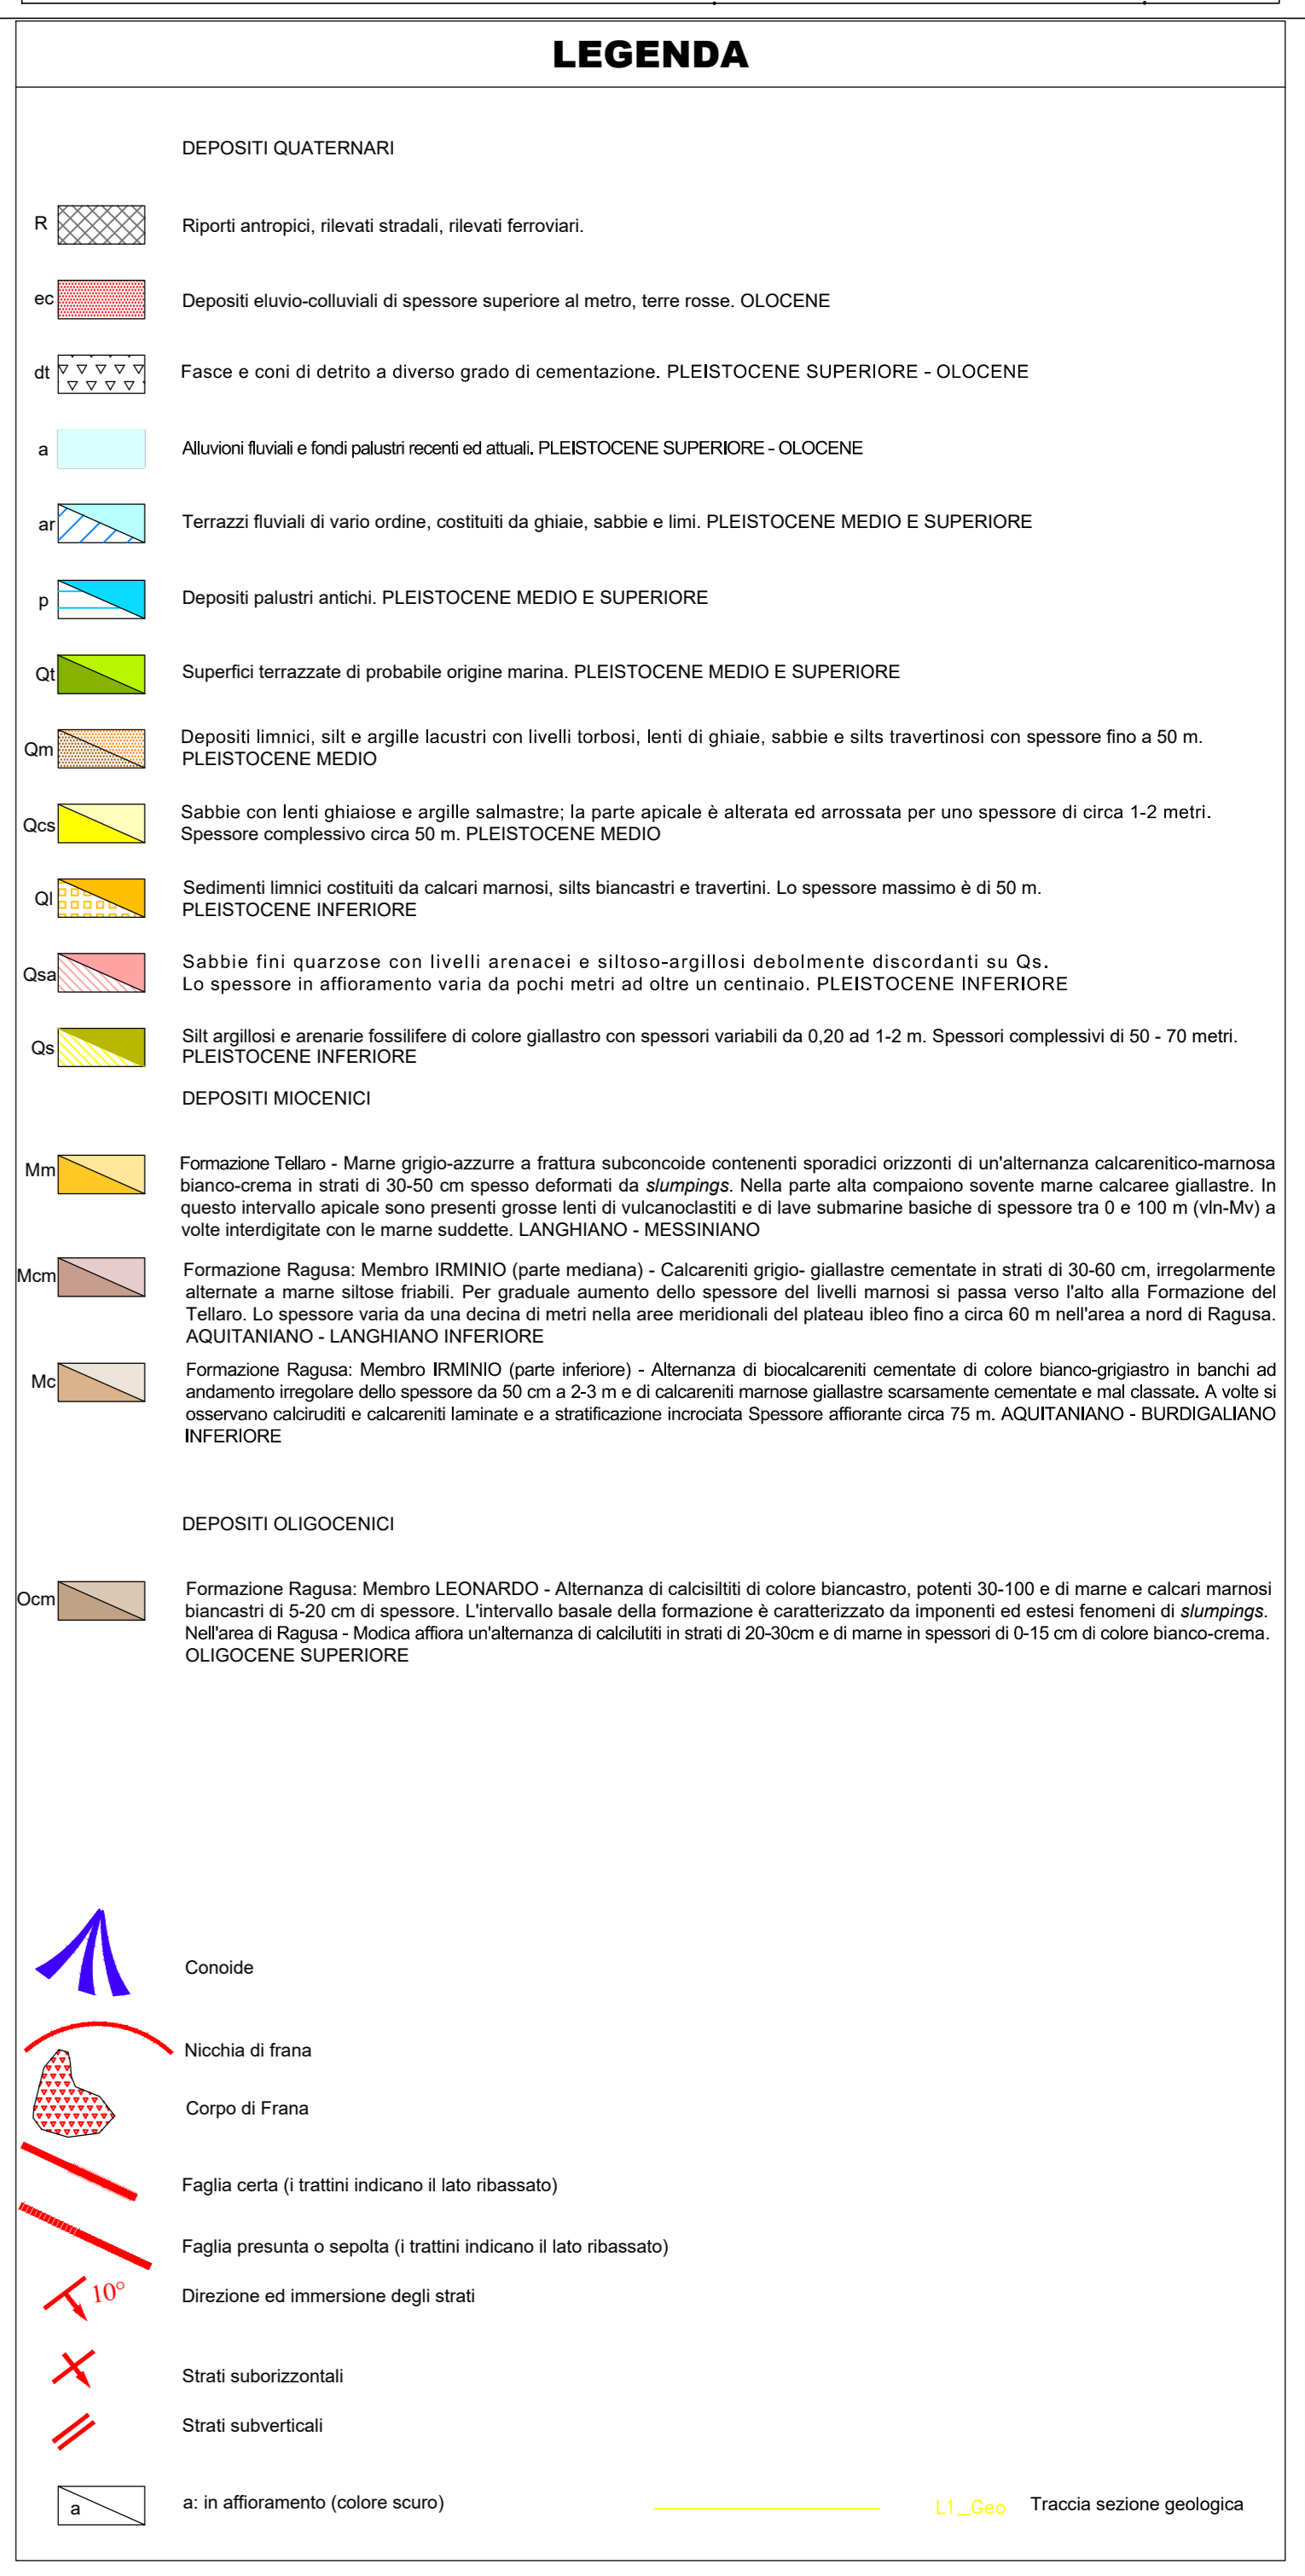 LEGENDA
DEPOSITI QUATERNARI
R Riporti antropici, rilevati stradali, rilevati ferroviari.
ec Depositi eluvio-colluviali di spessore superiore al metro, terre rosse. OLOCENE
dt Fasce e coni di detrito a diverso grado di cementazione. PLEISTOCENE SUPERIORE - OLOCENE
a Alluvioni fluviali e fondi palustri recenti ed attuali. PLEISTOCENE SUPERIORE - OLOCENE
ar Terrazzi fluviali di vario ordine, costituiti da ghiaie, sabbie e limi. PLEISTOCENE MEDIO E SUPERIORE
p Depositi palustri antichi. PLEISTOCENE MEDIO E SUPERIORE
Qt Superfici terrazzate di probabile origine marina. PLEISTOCENE MEDIO E SUPERIORE
Qm Depositi limnici, silt e argille lacustri con livelli torbosi, lenti di ghiaie, sabbie e silts travertinosi con spessore fino a 50 m.
PLEISTOCENE MEDIO
Qcs Sabbie con lenti ghiaiose e argille salmastre; la parte apicale è alterata ed arrossata per uno spessore di circa 1-2 metri.
Spessore complessivo circa 50 m. PLEISTOCENE MEDIO
Ql Sedimenti limnici costituiti da calcari marnosi, silts biancastri e travertini. Lo spessore massimo è di 50 m.
PLEISTOCENE INFERIORE
Qsa Sabbie fini quarzose con livelli arenacei e siltoso-argillosi debolmente discordanti su Qs.
Lo spessore in affioramento varia da pochi metri ad oltre un centinaio. PLEISTOCENE INFERIORE
Qs Silt argillosi e arenarie fossilifere di colore giallastro con spessori variabili da 0,20 ad 1-2 m. Spessori complessivi di 50 - 70 metri.
PLEISTOCENE INFERIORE
DEPOSITI MIOCENICI
Mm Formazione Tellaro - Marne grigio-azzurre a frattura subconcoide contenenti sporadici orizzonti di un'alternanza calcarenitico-marnosa
bianco-crema in strati di 30-50 cm spesso deformati da slumpings. Nella parte alta compaiono sovente marne calcaree giallastre. In
questo intervallo apicale sono presenti grosse lenti di vulcanoclastiti e di lave submarine basiche di spessore tra 0 e 100 m (vln-Mv) a
volte interdigitate con le marne suddette. LANGHIANO - MESSINIANO
Mcm Formazione Ragusa: Membro IRMINIO (parte mediana) - Calcareniti grigio- giallastre cementate in strati di 30-60 cm, irregolarmente
alternate a marne siltose friabili. Per graduale aumento dello spessore del livelli marnosi si passa verso l'alto alla Formazione del
Tellaro. Lo spessore varia da una decina di metri nella aree meridionali del plateau ibleo fino a circa 60 m nell'area a nord di Ragusa.
AQUITANIANO - LANGHIANO INFERIORE
Mc Formazione Ragusa: Membro IRMINIO (parte inferiore) - Alternanza di biocalcareniti cementate di colore bianco-grigiastro in banchi ad
andamento irregolare dello spessore da 50 cm a 2-3 m e di calcareniti marnose giallastre scarsamente cementate e mal classate. A volte si
osservano calciruditi e calcareniti laminate e a stratificazione incrociata Spessore affiorante circa 75 m. AQUITANIANO - BURDIGALIANO
INFERIORE
DEPOSITI OLIGOCENICI
Ocm Formazione Ragusa: Membro LEONARDO - Alternanza di calcisiltiti di colore biancastro, potenti 30-100 e di marne e calcari marnosi
biancastri di 5-20 cm di spessore. L'intervallo basale della formazione è caratterizzato da imponenti ed estesi fenomeni di slumpings.
Nell'area di Ragusa - Modica affiora un'alternanza di calcilutiti in strati di 20-30cm e di marne in spessori di 0-15 cm di colore bianco-crema.
OLIGOCENE SUPERIORE
Conoide
Nicchia di frana
Corpo di Frana
Faglia certa (i trattini indicano il lato ribassato)
Faglia presunta o sepolta (i trattini indicano il lato ribassato)
10° Direzione ed immersione degli strati
Strati suborizzontali
Strati subverticali
a a: in affioramento (colore scuro) L1_Geo Traccia sezione geologica